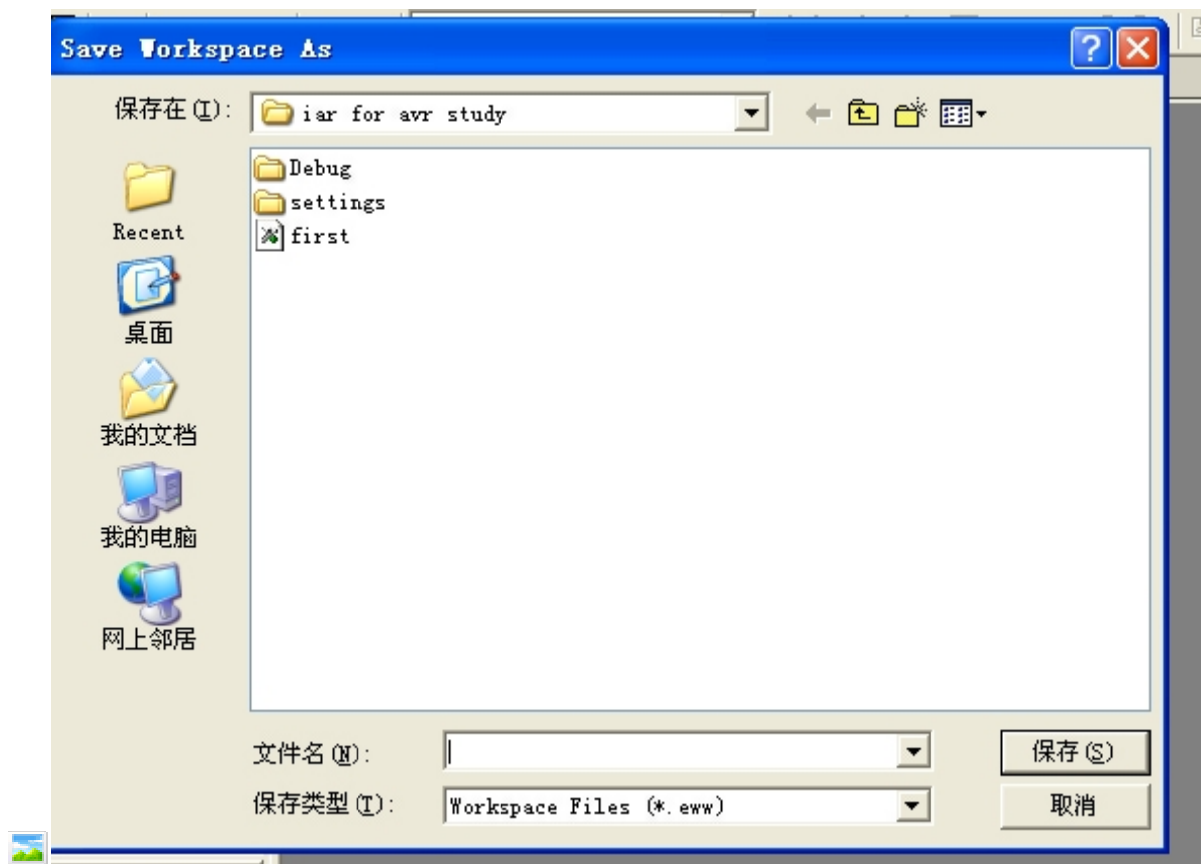 Save Workspace As
保存在(I):
iar for avr study
Debug
settings
first
Recent
桌面
我的文档
我的电脑
网上邻居
文件名(N):
保存(S)
保存类型(T):
Workspace Files (*.eww)
取消